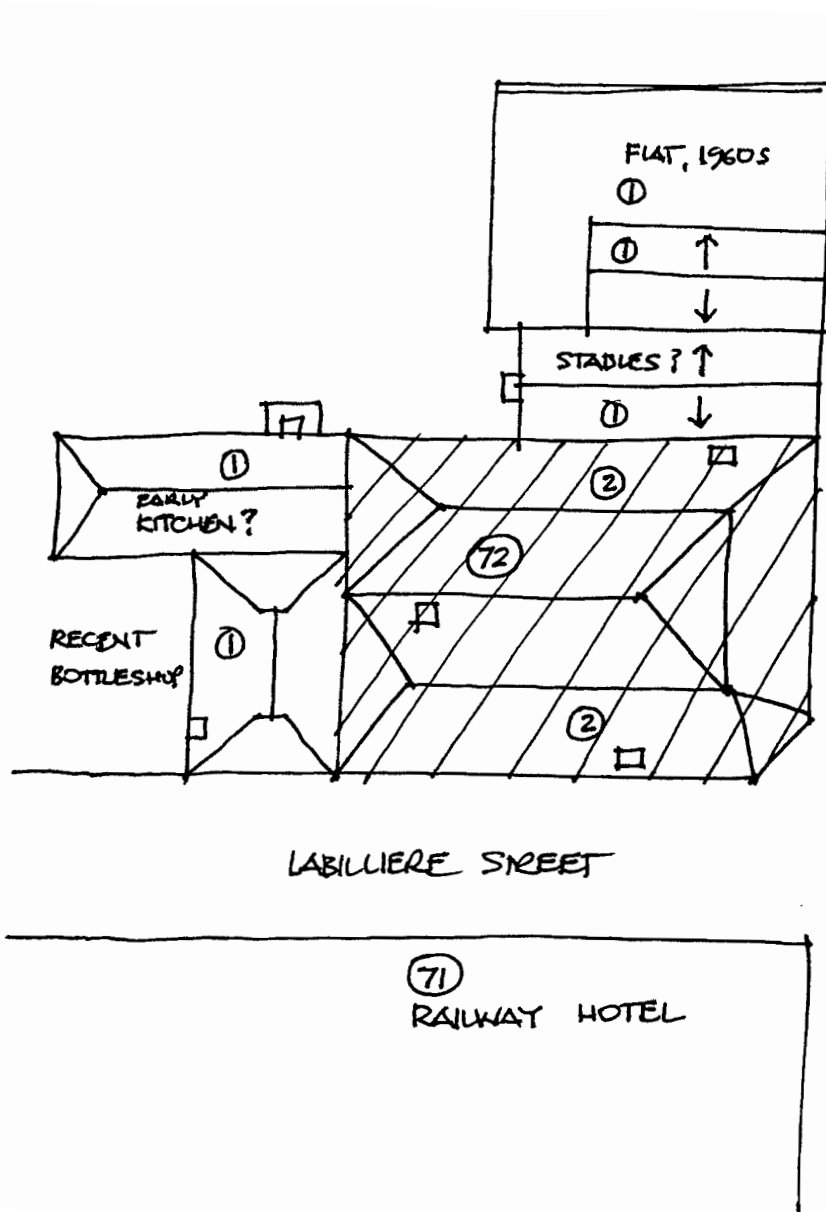 FLAT, 1960S
1
1
STABLES?
1
1
2
EARLY
KITCHEN?
72
RECENT
BOTTLESHOP
1
2
LABILLIERE STREET
71
RAILWAY HOTEL